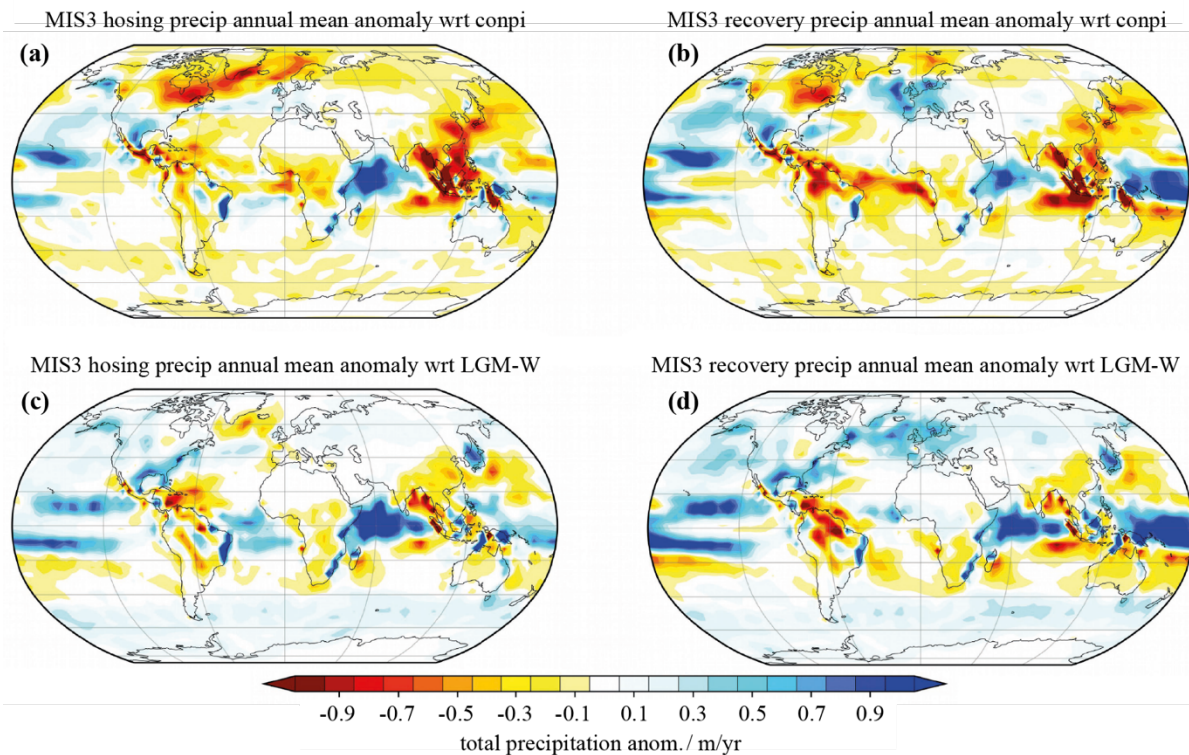 MIS3 hosing precip annual mean anomaly wrt conpi
MIS3 recovery precip annual mean anomaly wrt conpi
(a)
(b)
MIS3 hosing precip annual mean anomaly wrt LGM-W
MIS3 recovery precip annual mean anomaly wrt LGM-W
(c)
(d)
-0.9 -0.7 -0.5 -0.3 -0.1 0.1 0.3 0.5 0.7 0.9
total precipitation anom. / m/yr